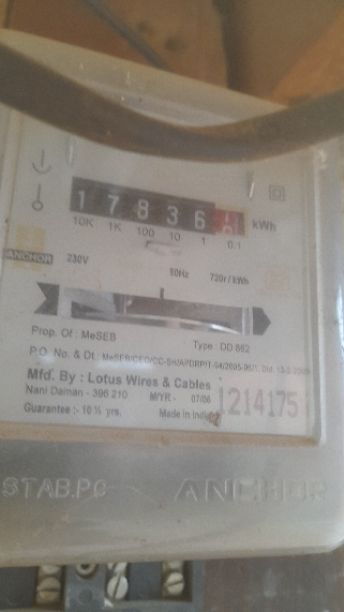 17836 kWh
10K 1K 100 10 1 0.1
ANCHOR 230V 50Hz 720r/kWh
Prop. Of : MeSEB Type : DD 862
P.O. No. & Dt :
Mfd. By : Lotus Wires & Cables
Nani Daman - 396 210 M/YR - 07/06
Guarantee :- 10 ½ yrs. Made in India
1214175
STAB.PC ANCHOR